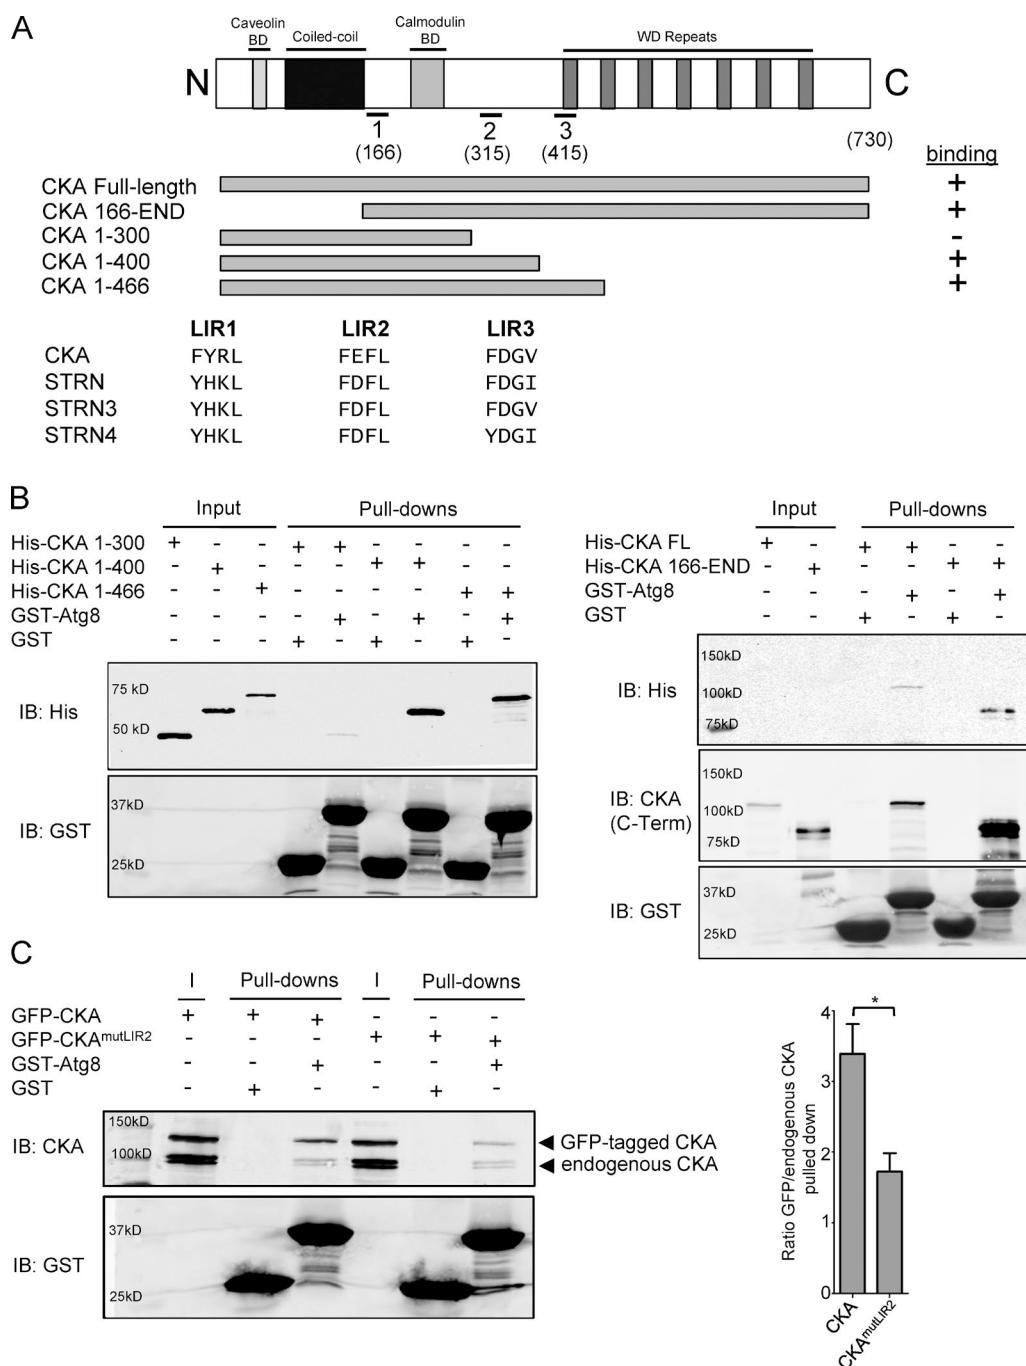 A
Caveolin BD
Coiled-coil
Calmodulin BD
WD Repeats
N
C
1 2 3
(166) (315) (415) (730)
binding
CKA Full-length +
CKA 166-END +
CKA 1-300 -
CKA 1-400 +
CKA 1-466 +
LIR1 LIR2 LIR3
CKA FYRL FEFL FDGV
STRN YHKL FDFL FDGI
STRN3 YHKL FDFL FDGV
STRN4 YHKL FDFL YDGI
B
Input Pull-downs
His-CKA 1-300 + - - + + - - - -
His-CKA 1-400 - + - - - + + - -
His-CKA 1-466 - - + - - - - + +
GST-Atg8 - - - - + - + - +
GST - - - + - + - + -
IB: His
75 kD
50 kD
IB: GST
37kD
25kD
Input Pull-downs
His-CKA FL + - + + - -
His-CKA 166-END - + - - + +
GST-Atg8 - - - + - +
GST - - + - + -
IB: His
150kD
100kD
75kD
IB: CKA
(C-Term)
150kD
100kD
75kD
IB: GST
37kD
25kD
C
I Pull-downs I Pull-downs
GFP-CKA + + + - - -
GFP-CKAmutLIR2 - - - + + +
GST-Atg8 - - + - - +
GST - + - - + -
IB: CKA
150kD
100kD
GFP-tagged CKA
endogenous CKA
IB: GST
37kD
25kD
Ratio GFP/endogenous CKA
pulled down
4
3
2
1
0
*
CKA
CKAmutLIR2